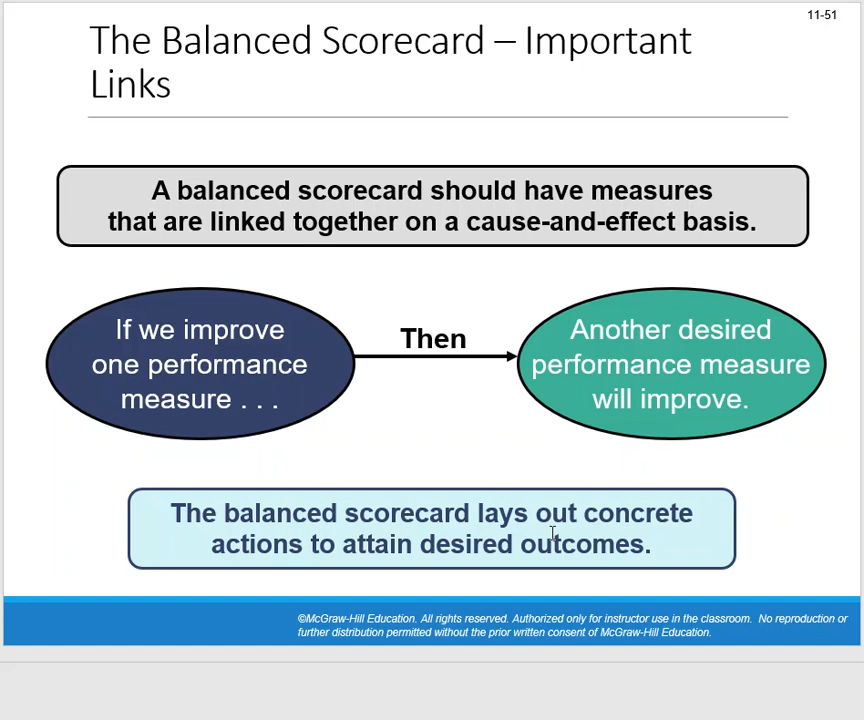 11-51
The Balanced Scorecard – Important
Links
A balanced scorecard should have measures
that are linked together on a cause-and-effect basis.
If we improve
one performance
measure . . .
Then
Another desired
performance measure
will improve.
The balanced scorecard lays out concrete
actions to attain desired outcomes.
©McGraw-Hill Education. All rights reserved. Authorized only for instructor use in the classroom. No reproduction or
further distribution permitted without the prior written consent of McGraw-Hill Education.